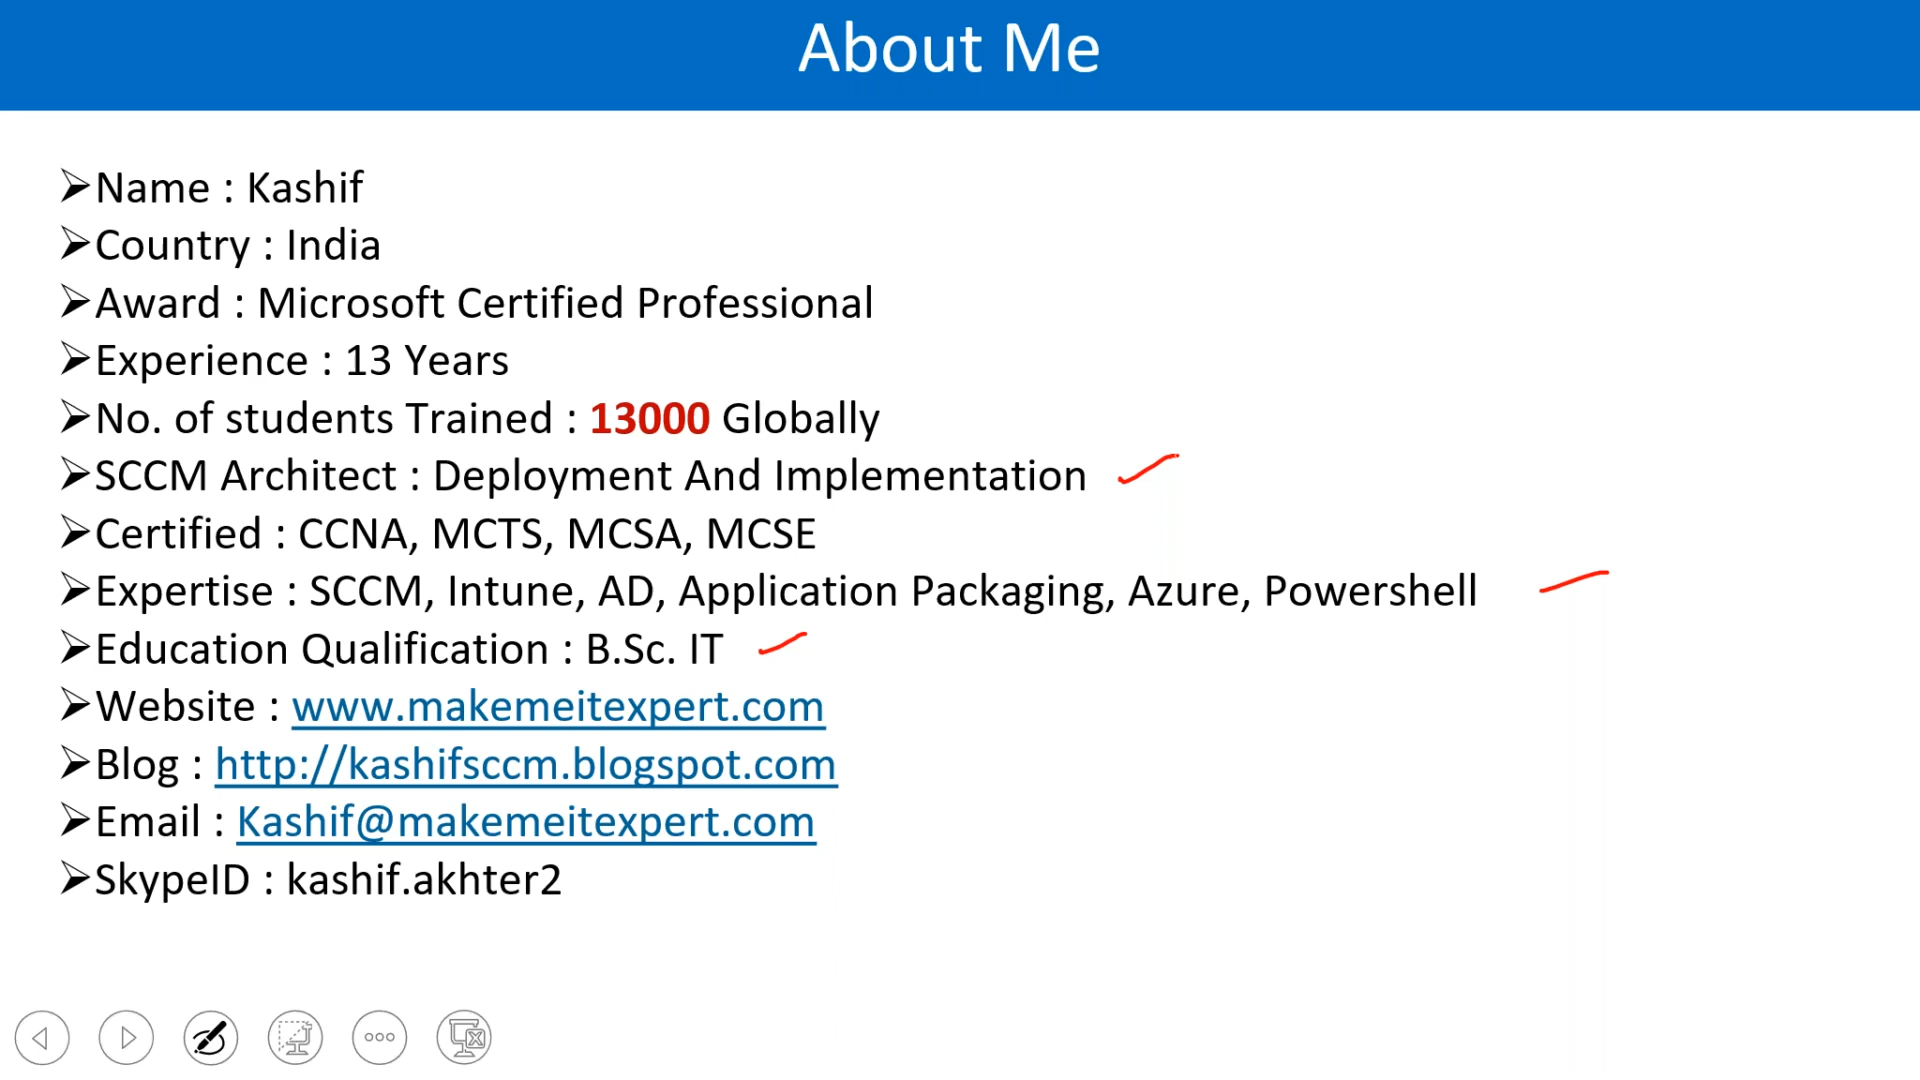 About Me
➢Name : Kashif
➢Country : India
➢Award : Microsoft Certified Professional
➢Experience : 13 Years
➢No. of students Trained : 13000 Globally
➢SCCM Architect : Deployment And Implementation
➢Certified : CCNA, MCTS, MCSA, MCSE
➢Expertise : SCCM, Intune, AD, Application Packaging, Azure, Powershell
➢Education Qualification : B.Sc. IT
➢Website : www.makemeitexpert.com
➢Blog : http://kashifsccm.blogspot.com
➢Email : Kashif@makemeitexpert.com
➢SkypeID : kashif.akhter2